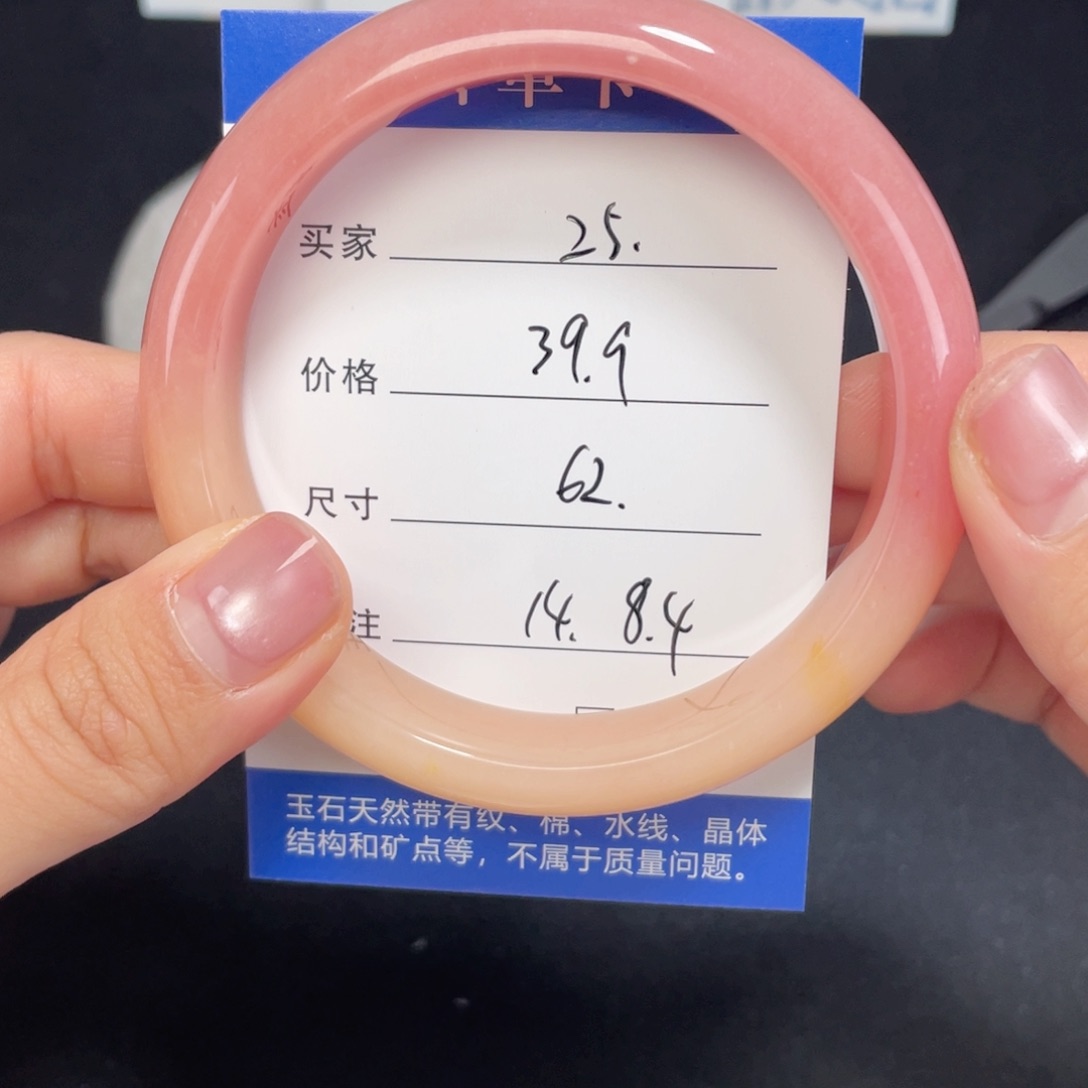 单卡
买家 25.
价格 39.9
尺寸 62.
注 14. 8.4
玉石天然带有纹、棉、水线、晶体
结构和矿点等，不属于质量问题。